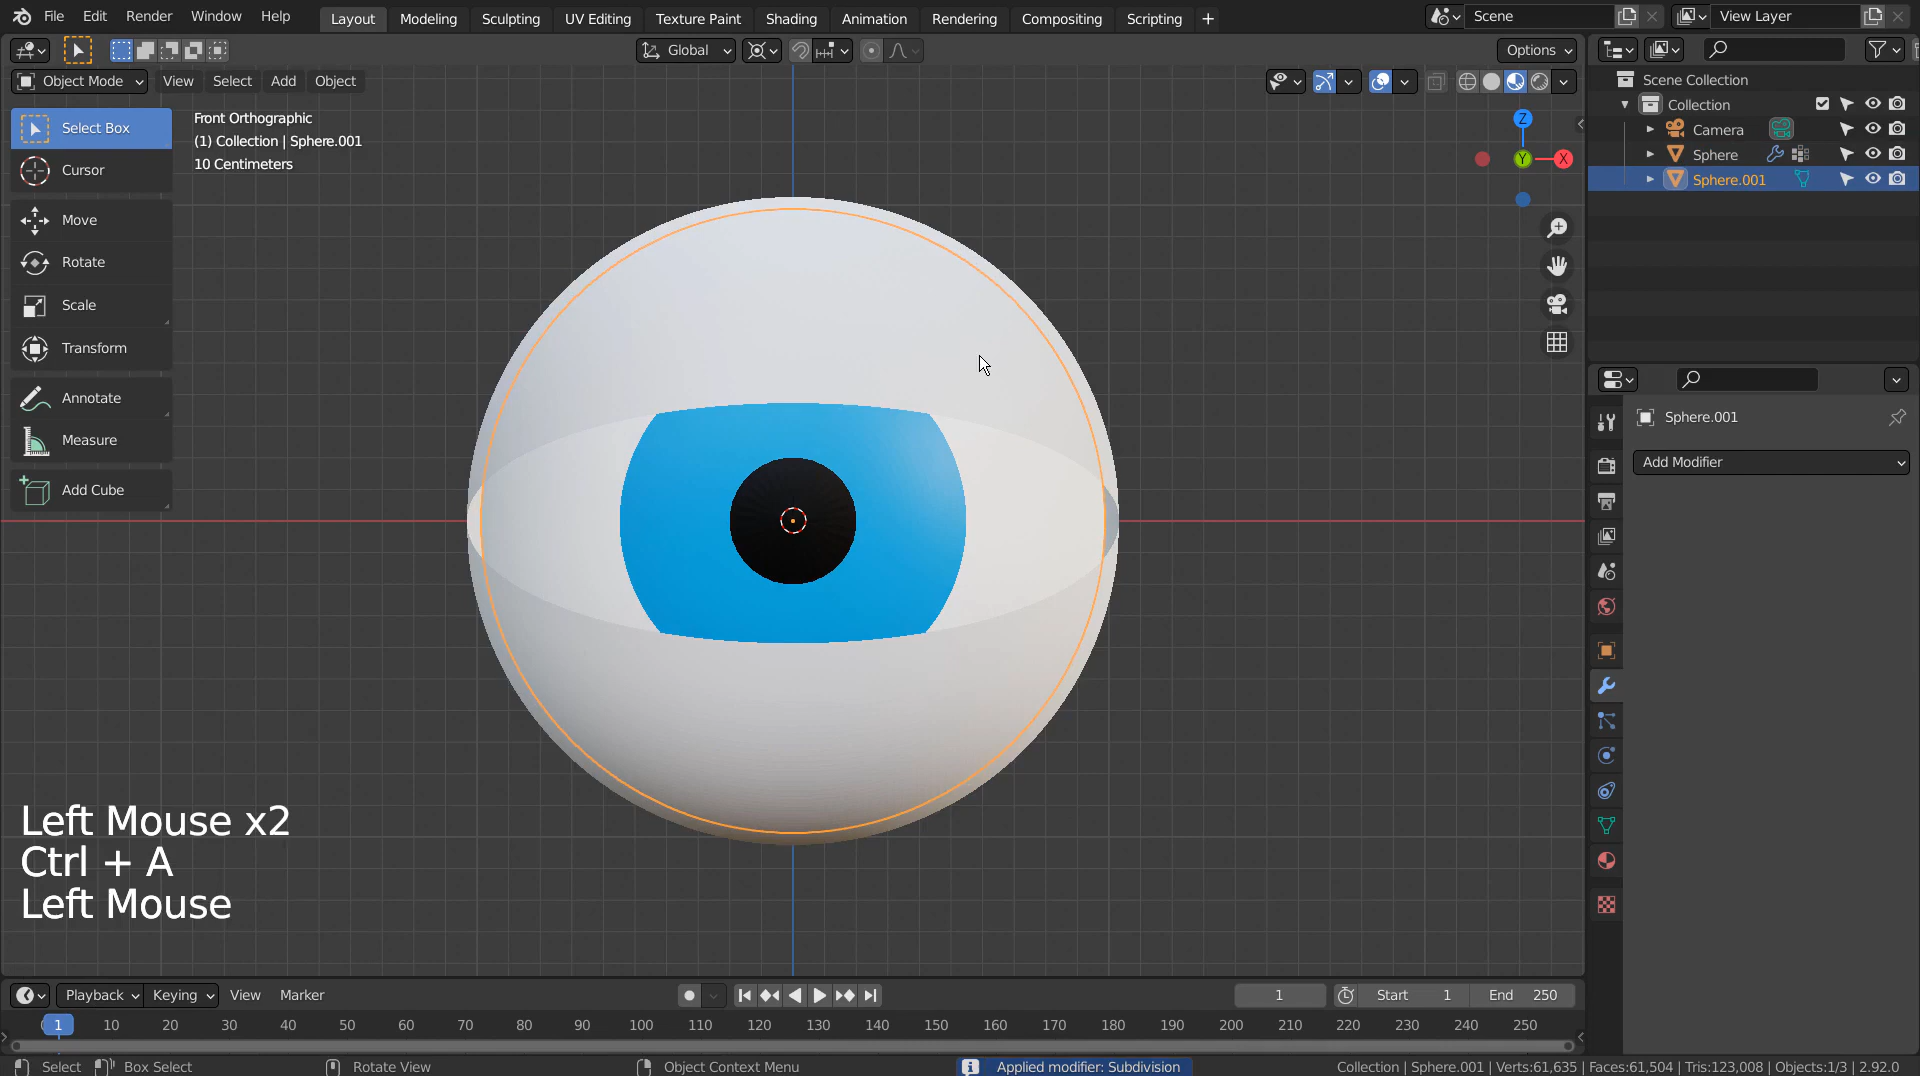 File Edit Render Window Help Layout Modeling Sculpting UV Editing Texture Paint Shading Animation Rendering Compositing Scripting + Scene View Layer
Global Options
Object Mode View Select Add Object
Select Box
Cursor
Move
Rotate
Scale
Transform
Annotate
Measure
Add Cube
Front Orthographic
(1) Collection | Sphere.001
10 Centimeters
Z
Y
X
Scene Collection
Collection
Camera
Sphere
Sphere.001
Sphere.001
Add Modifier
Left Mouse x2
Ctrl + A
Left Mouse
Playback Keying View Marker 1 Start 1 End 250
1 10 20 30 40 50 60 70 80 90 100 110 120 130 140 150 160 170 180 190 200 210 220 230 240 250
Select Box Select Rotate View Object Context Menu Applied modifier: Subdivision Collection | Sphere.001 | Verts:61,635 | Faces:61,504 | Tris:123,008 | Objects:1/3 | 2.92.0